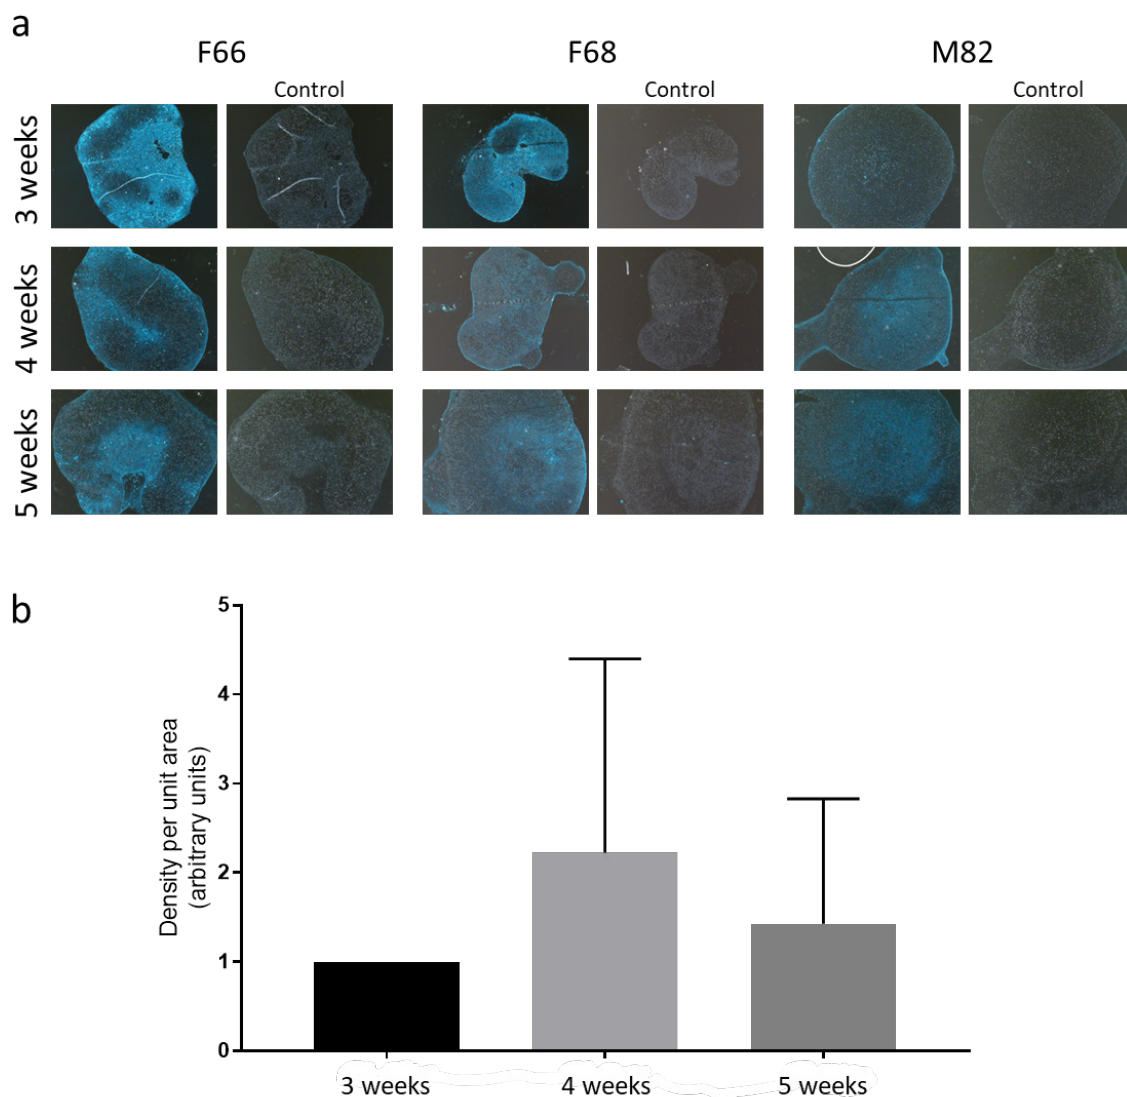 a
F66
F68
M82
Control
Control
Control
3 weeks
4 weeks
5 weeks
b
Density per unit area
(arbitrary units)
5
4
3
2
1
0
3 weeks
4 weeks
5 weeks